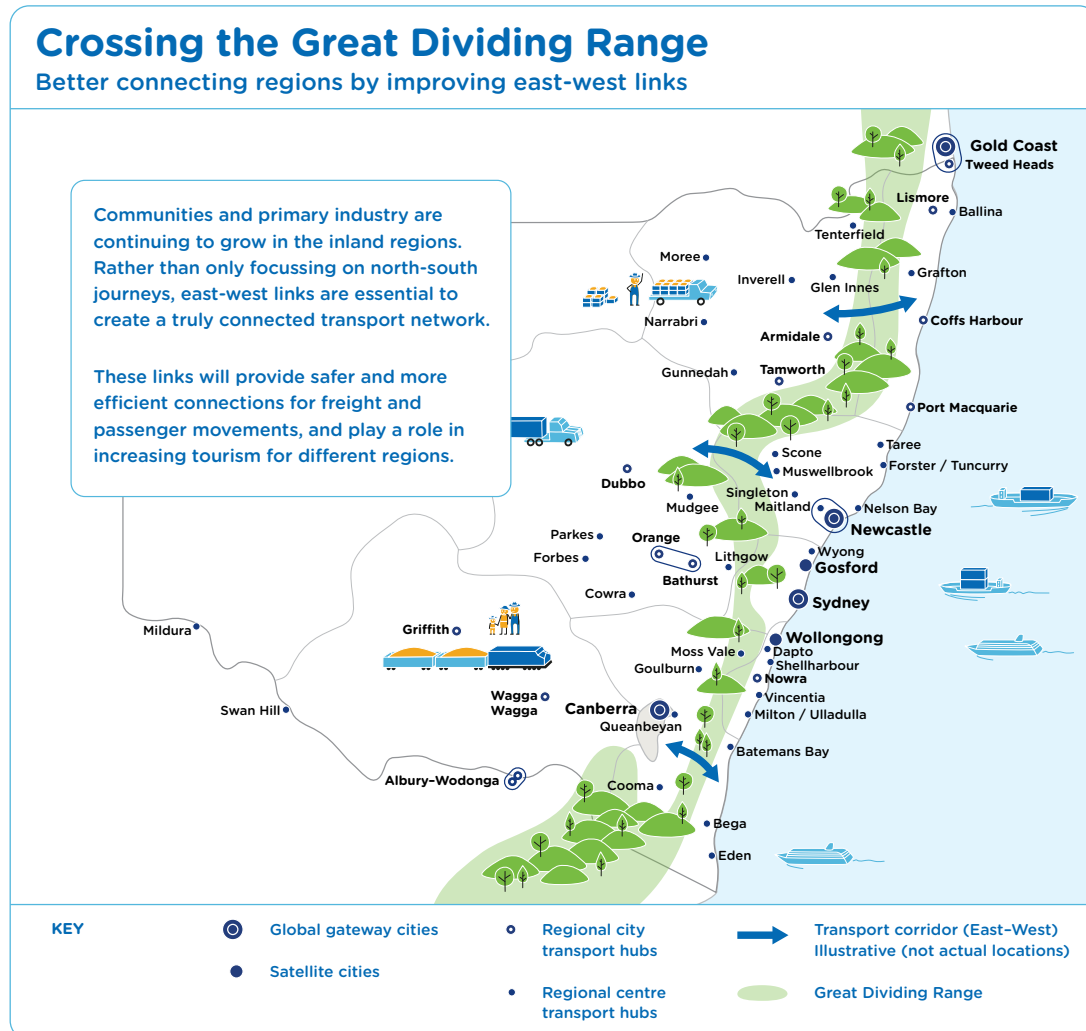 Crossing the Great Dividing Range
Better connecting regions by improving east-west links
Communities and primary industry are
continuing to grow in the inland regions.
Rather than only focussing on north-south
journeys, east-west links are essential to
create a truly connected transport network.
These links will provide safer and more
efficient connections for freight and
passenger movements, and play a role in
increasing tourism for different regions.
Gold Coast
Tweed Heads
Lismore
Ballina
Tenterfield
Moree
Inverell
Glen Innes
Grafton
Narrabri
Armidale
Coffs Harbour
Gunnedah
Tamworth
Port Macquarie
Taree
Scone
Forster / Tuncurry
Muswellbrook
Dubbo
Singleton
Mudgee
Maitland
Nelson Bay
Newcastle
Parkes
Orange
Forbes
Lithgow
Wyong
Gosford
Bathurst
Cowra
Sydney
Mildura
Griffith
Wollongong
Moss Vale
Dapto
Goulburn
Shellharbour
Nowra
Wagga
Wagga
Vincentia
Swan Hill
Canberra
Milton / Ulladulla
Queanbeyan
Batemans Bay
Albury–Wodonga
Cooma
Bega
Eden
KEY
Global gateway cities
Satellite cities
Regional city
transport hubs
Regional centre
transport hubs
Transport corridor (East–West)
Illustrative (not actual locations)
Great Dividing Range